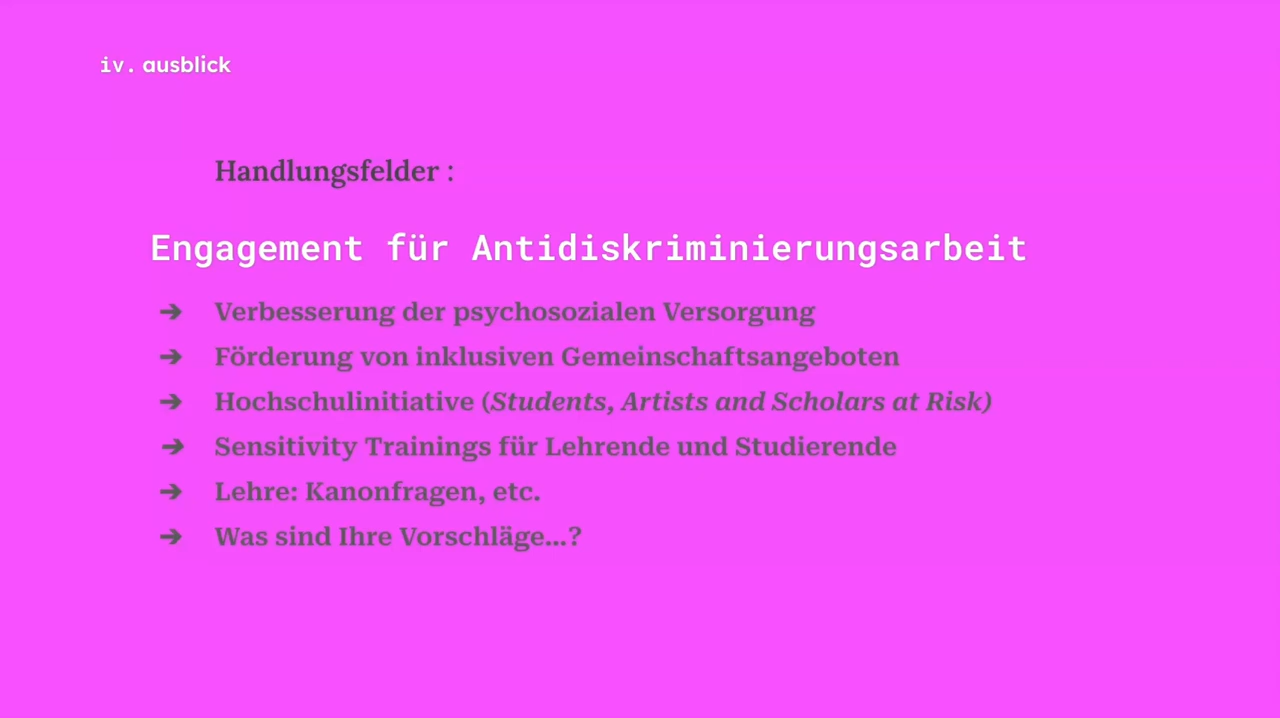 iv. ausblick
Handlungsfelder :
Engagement für Antidiskriminierungsarbeit
➔ Verbesserung der psychosozialen Versorgung
➔ Förderung von inklusiven Gemeinschaftsangeboten
➔ Hochschulinitiative (Students, Artists and Scholars at Risk)
➔ Sensitivity Trainings für Lehrende und Studierende
➔ Lehre: Kanonfragen, etc.
➔ Was sind Ihre Vorschläge...?